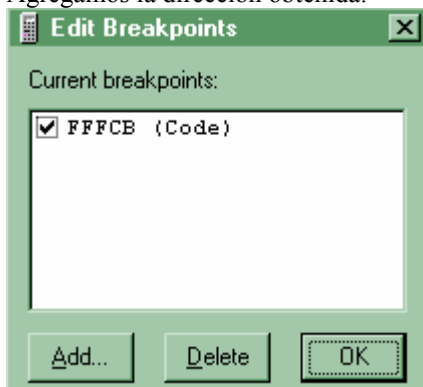 Agregamos la dirección obtenida.
Edit Breakpoints
Current breakpoints:
FFFCB (Code)
Add... Delete OK